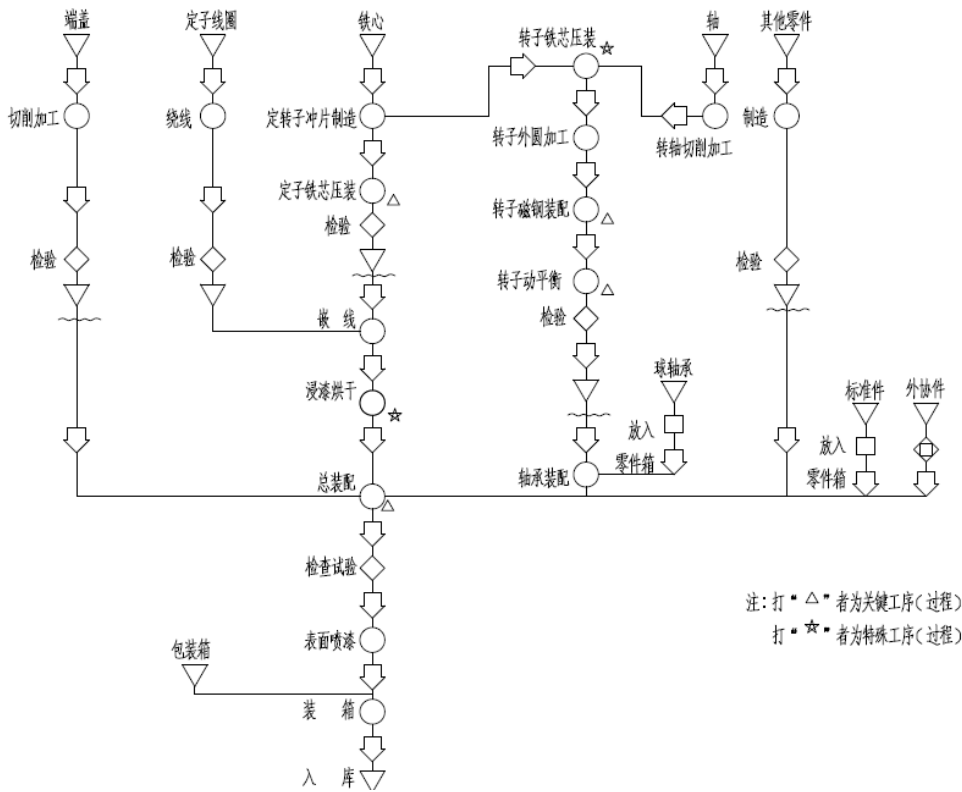 端盖
定子线圈
铁心
转子铁芯压装
轴
其他零件
切削加工
绕线
定转子冲片制造
转子外圆加工
转轴切削加工
制造
定子铁芯压装
检验
转子磁钢装配
检验
检验
转子动平衡
检验
检验
嵌 线
球轴承
标准件
外协件
浸漆烘干
放入
零件箱
放入
零件箱
总装配
轴承装配
检查试验
注:打“△”者为关键工序(过程)
打“☆”者为特殊工序(过程)
表面喷漆
包装箱
装 箱
入 库